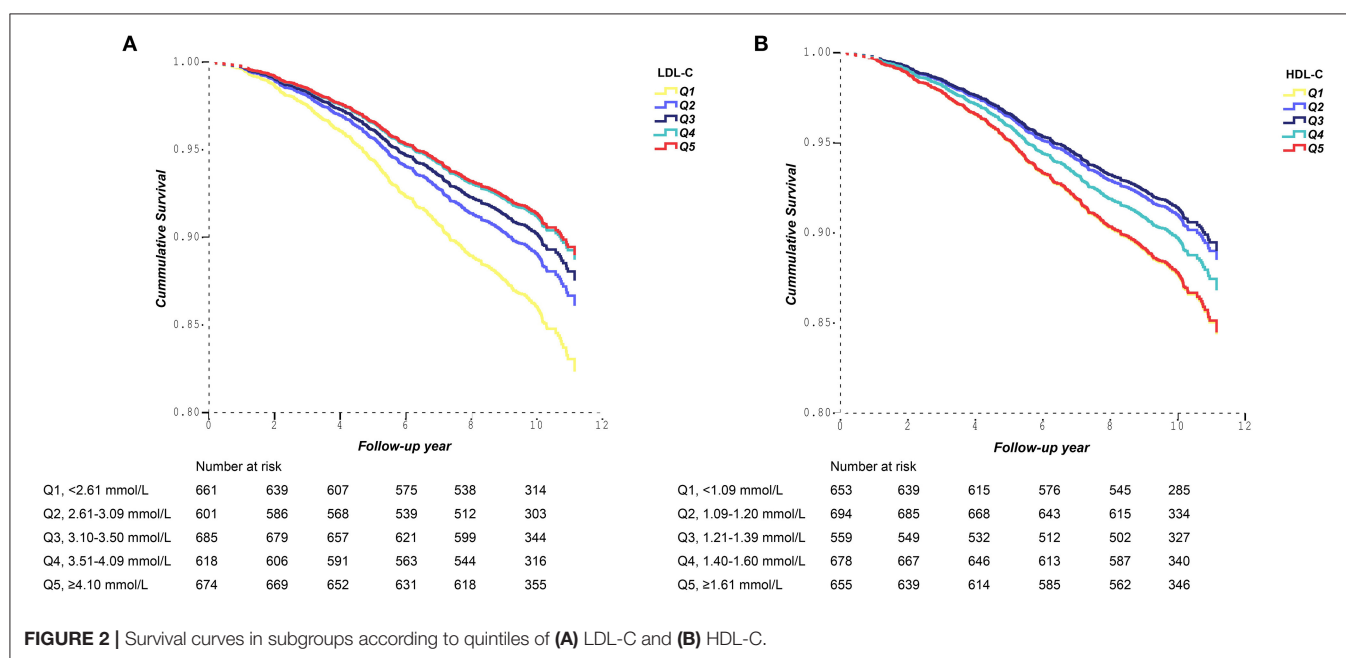 A
1.00
0.95
0.90
0.85
0.80
Cummulative Survival
0 2 4 6 8 10 12
Follow-up year
LDL-C
Q1
Q2
Q3
Q4
Q5
Number at risk
Q1, <2.61 mmol/L 661 639 607 575 538 314
Q2, 2.61-3.09 mmol/L 601 586 568 539 512 303
Q3, 3.10-3.50 mmol/L 685 679 657 621 599 344
Q4, 3.51-4.09 mmol/L 618 606 591 563 544 316
Q5, ≥4.10 mmol/L 674 669 652 631 618 355
B
1.00
0.95
0.90
0.85
0.80
Cummulative Survival
0 2 4 6 8 10 12
Follow-up year
HDL-C
Q1
Q2
Q3
Q4
Q5
Number at risk
Q1, <1.09 mmol/L 653 639 615 576 545 285
Q2, 1.09-1.20 mmol/L 694 685 668 643 615 334
Q3, 1.21-1.39 mmol/L 559 549 532 512 502 327
Q4, 1.40-1.60 mmol/L 678 667 646 613 587 340
Q5, ≥1.61 mmol/L 655 639 614 585 562 346
FIGURE 2 | Survival curves in subgroups according to quintiles of (A) LDL-C and (B) HDL-C.